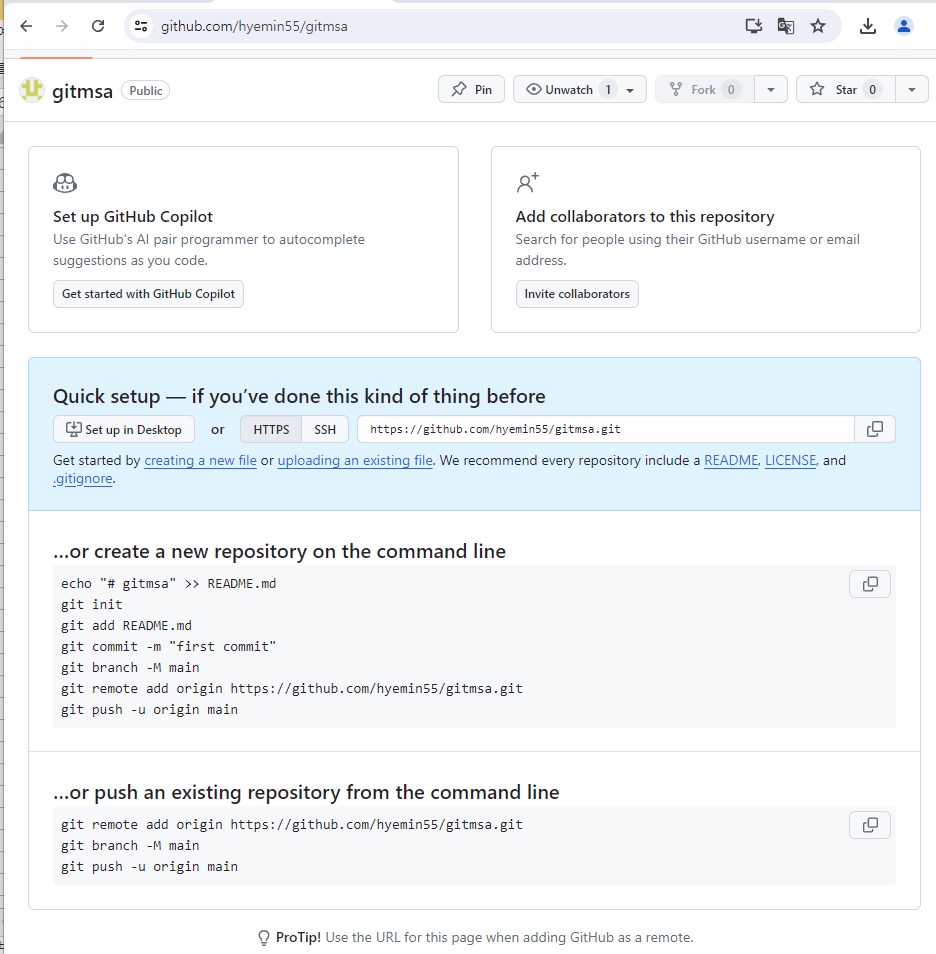 github.com/hyemin55/gitmsa
gitmsa Public Pin Unwatch 1 Fork 0 Star 0
Set up GitHub Copilot
Use GitHub's AI pair programmer to autocomplete
suggestions as you code.
Get started with GitHub Copilot
Add collaborators to this repository
Search for people using their GitHub username or email
address.
Invite collaborators
Quick setup — if you've done this kind of thing before
Set up in Desktop or HTTPS SSH https://github.com/hyemin55/gitmsa.git
Get started by creating a new file or uploading an existing file. We recommend every repository include a README, LICENSE, and
.gitignore.
...or create a new repository on the command line
echo "# gitmsa" >> README.md
git init
git add README.md
git commit -m "first commit"
git branch -M main
git remote add origin https://github.com/hyemin55/gitmsa.git
git push -u origin main
...or push an existing repository from the command line
git remote add origin https://github.com/hyemin55/gitmsa.git
git branch -M main
git push -u origin main
ProTip! Use the URL for this page when adding GitHub as a remote.